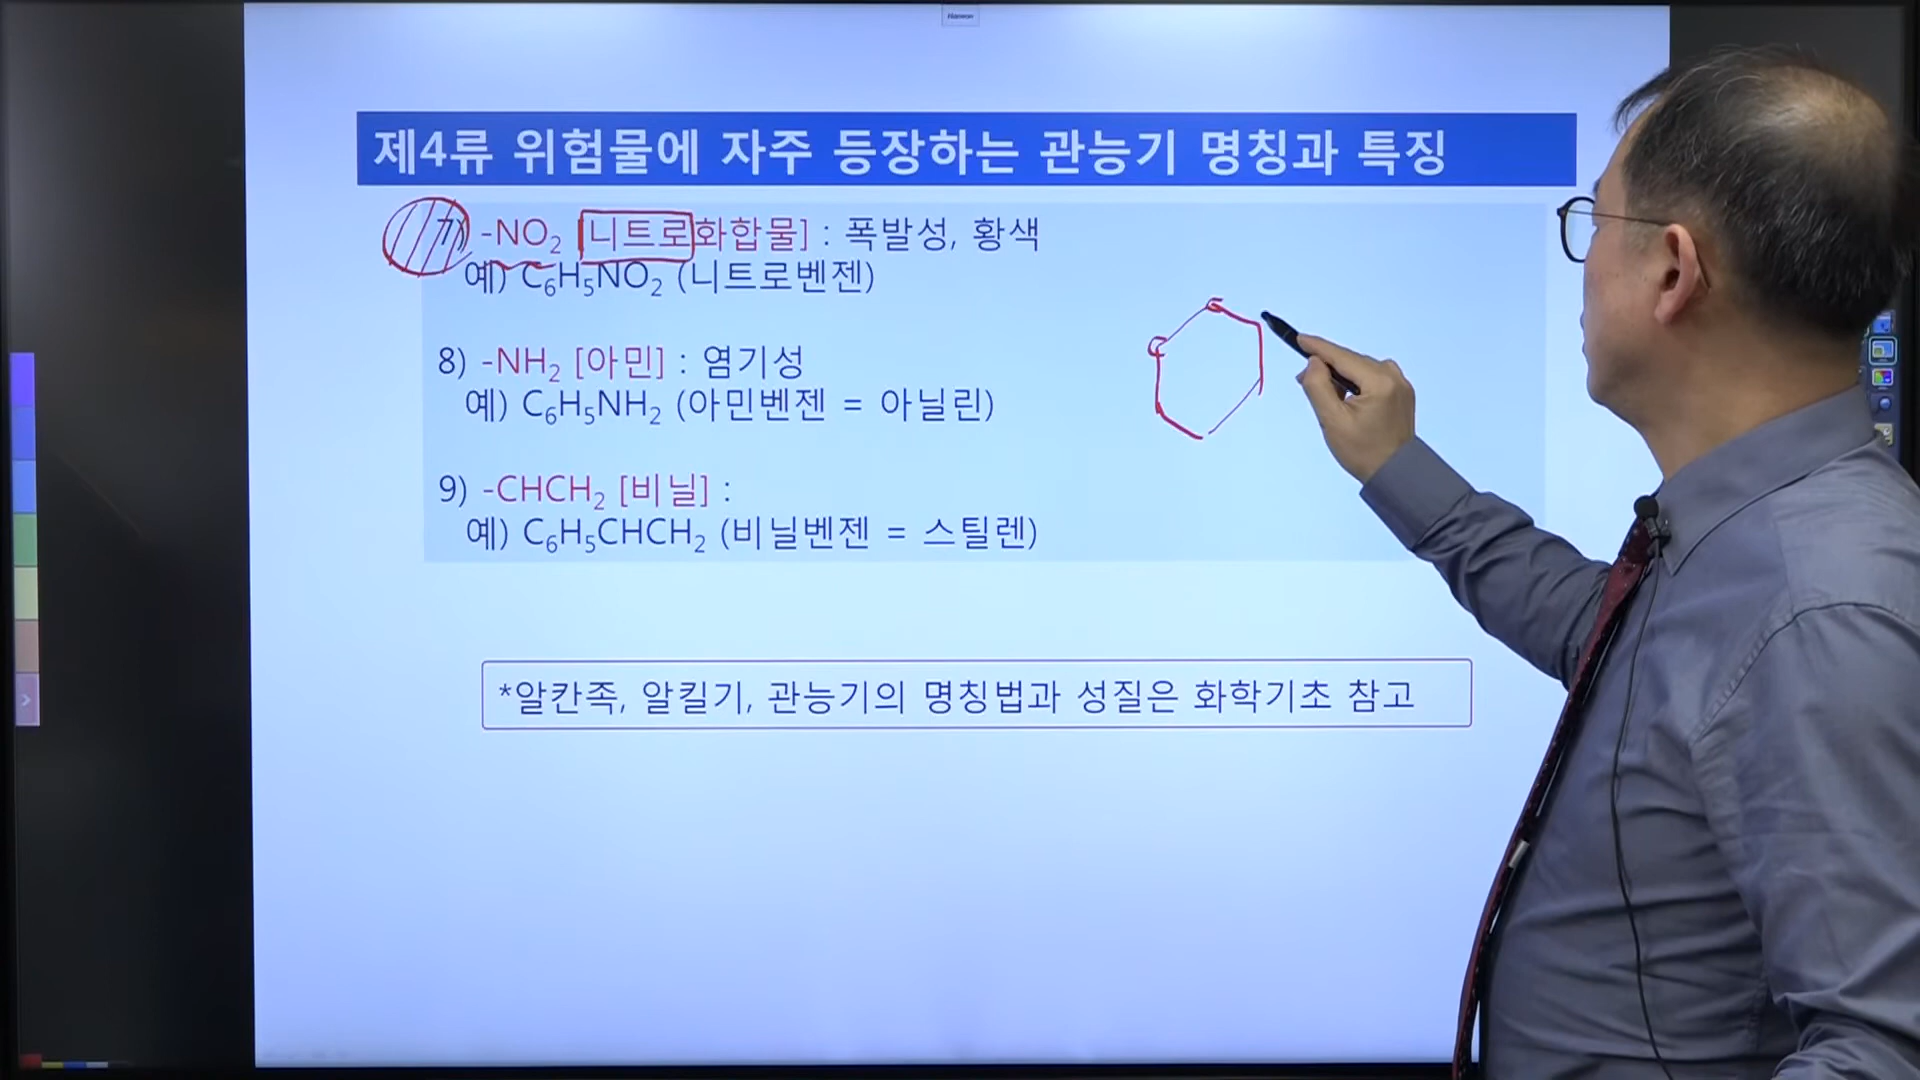 Hanwon
제4류 위험물에 자주 등장하는 관능기 명칭과 특징
7) -NO₂ [니트로화합물] : 폭발성, 황색
예) C₆H₅NO₂ (니트로벤젠)
8) -NH₂ [아민] : 염기성
예) C₆H₅NH₂ (아민벤젠 = 아닐린)
9) -CHCH₂ [비닐] :
예) C₆H₅CHCH₂ (비닐벤젠 = 스틸렌)
*알칸족, 알킬기, 관능기의 명칭법과 성질은 화학기초 참고